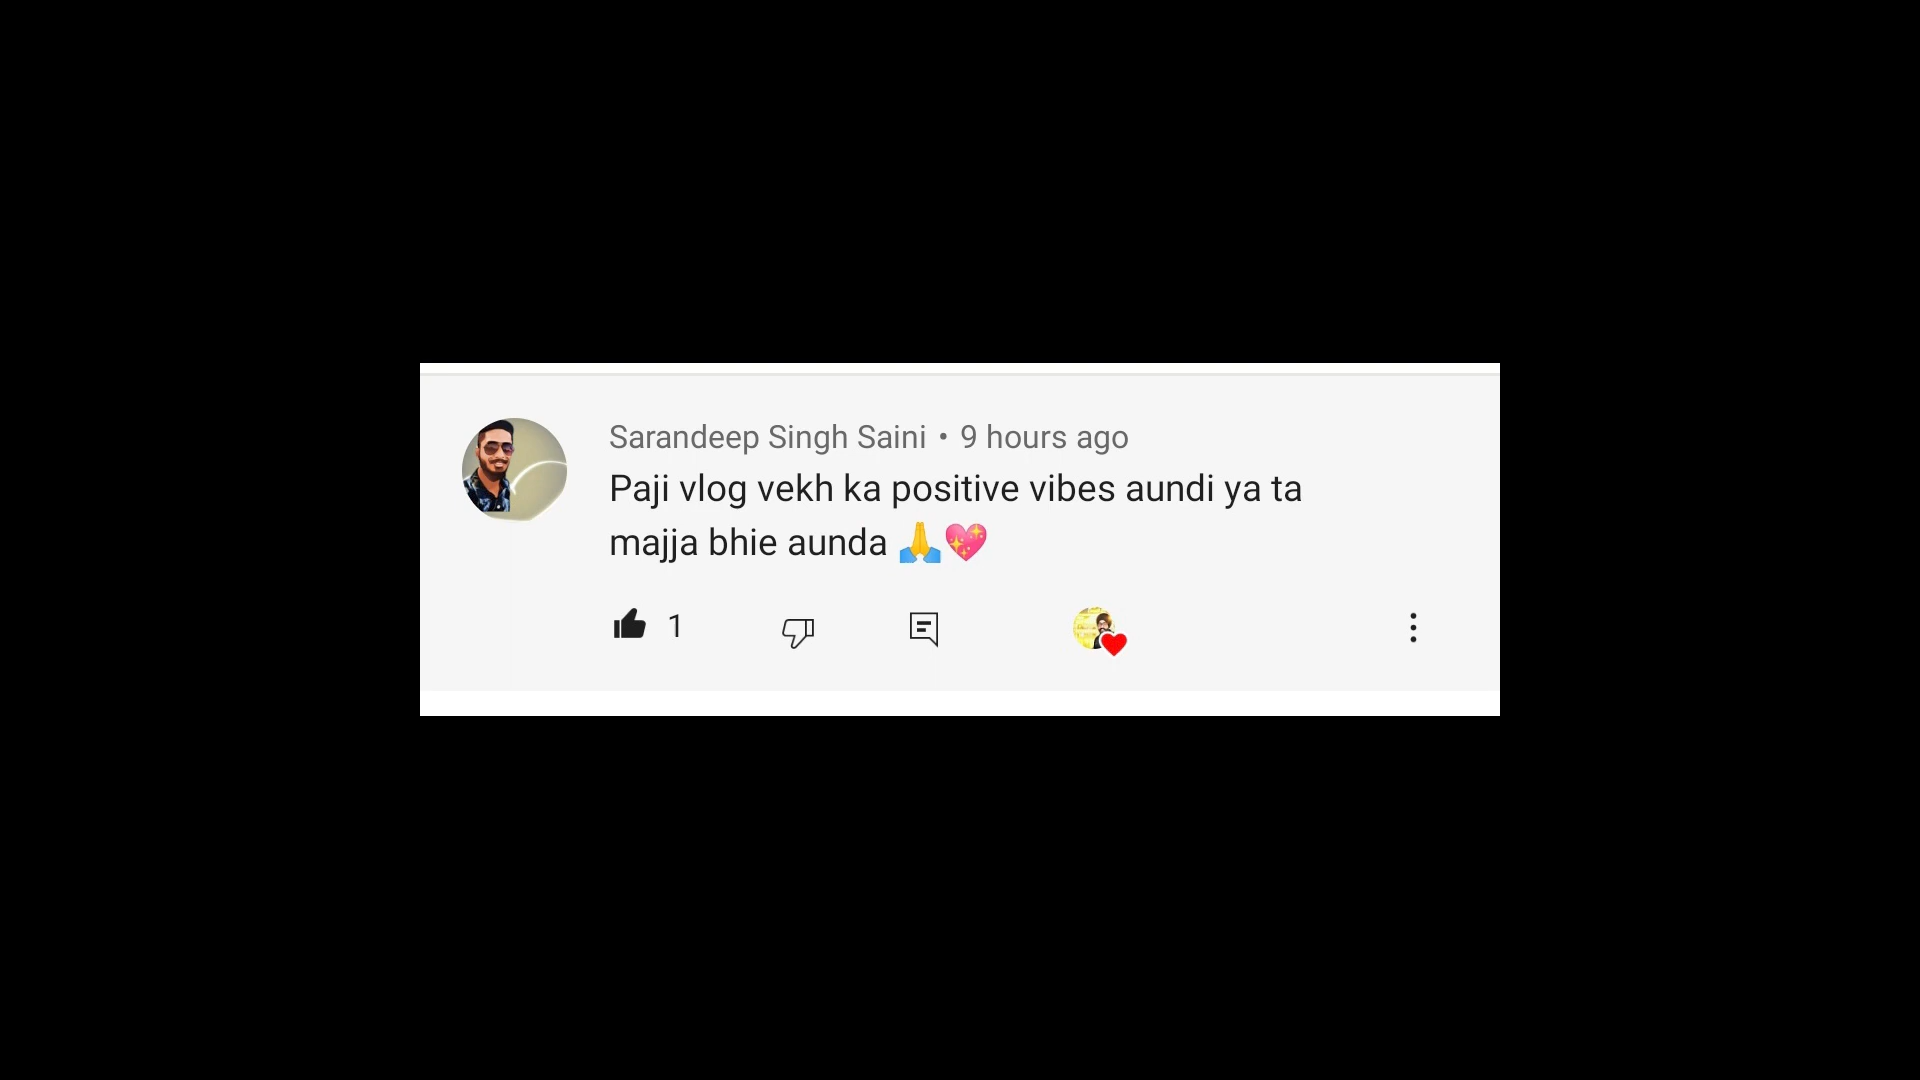 Sarandeep Singh Saini • 9 hours ago
Paji vlog vekh ka positive vibes aundi ya ta
majja bhie aunda 🙏💖
1